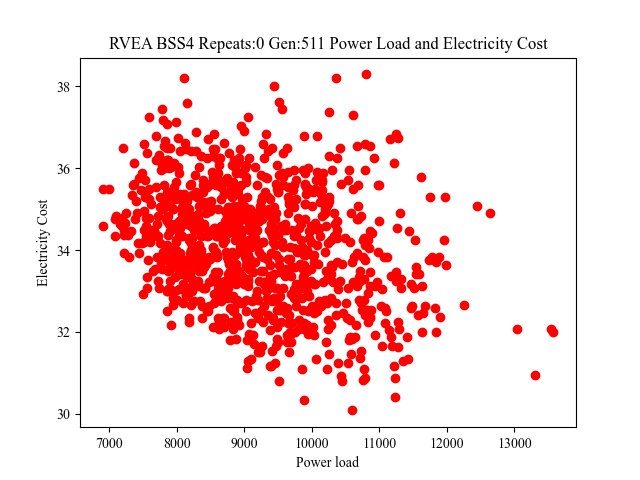 RVEA BSS4 Repeats:0 Gen:511 Power Load and Electricity Cost
38
36
34
32
30
Electricity Cost
7000 8000 9000 10000 11000 12000 13000
Power load